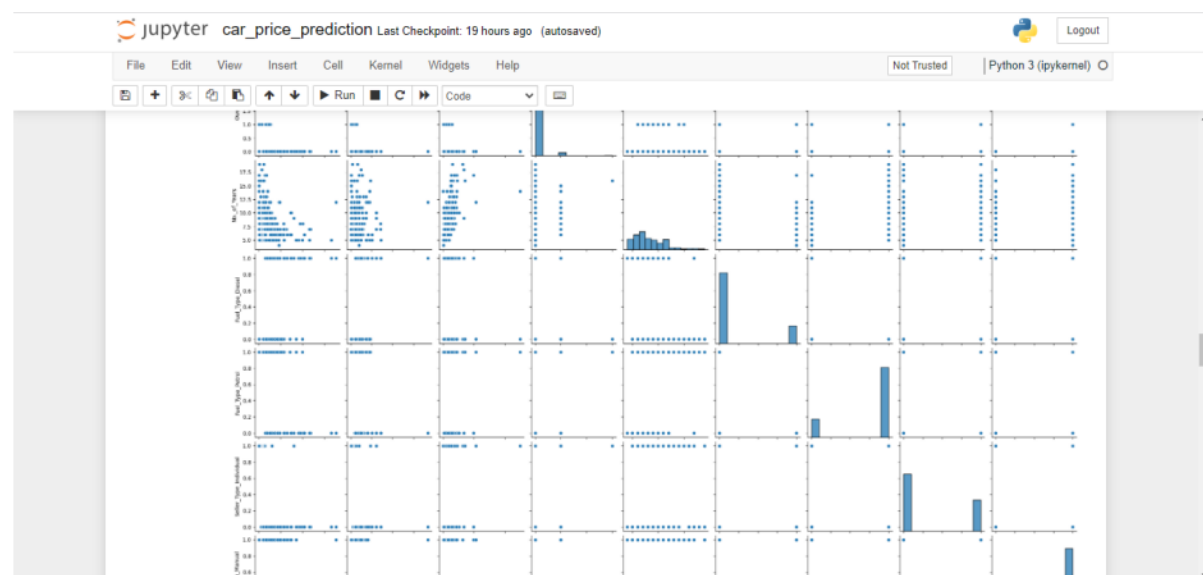 jupyter car_price_prediction Last Checkpoint: 19 hours ago (autosaved)
Logout
File Edit View Insert Cell Kernel Widgets Help
Not Trusted
Python 3 (ipykernel)
Run
Code
1.0
0.5
0.0
17.5
15.0
12.5
10.0
7.5
5.0
No_of_Years
1.0
0.8
0.6
0.4
0.2
0.0
Fuel_Type_Diesel
1.0
0.8
0.6
0.4
0.2
0.0
Fuel_Type_Petrol
1.0
0.8
0.6
0.4
0.2
0.0
Seller_Type_Individual
1.0
0.8
0.6
Manual